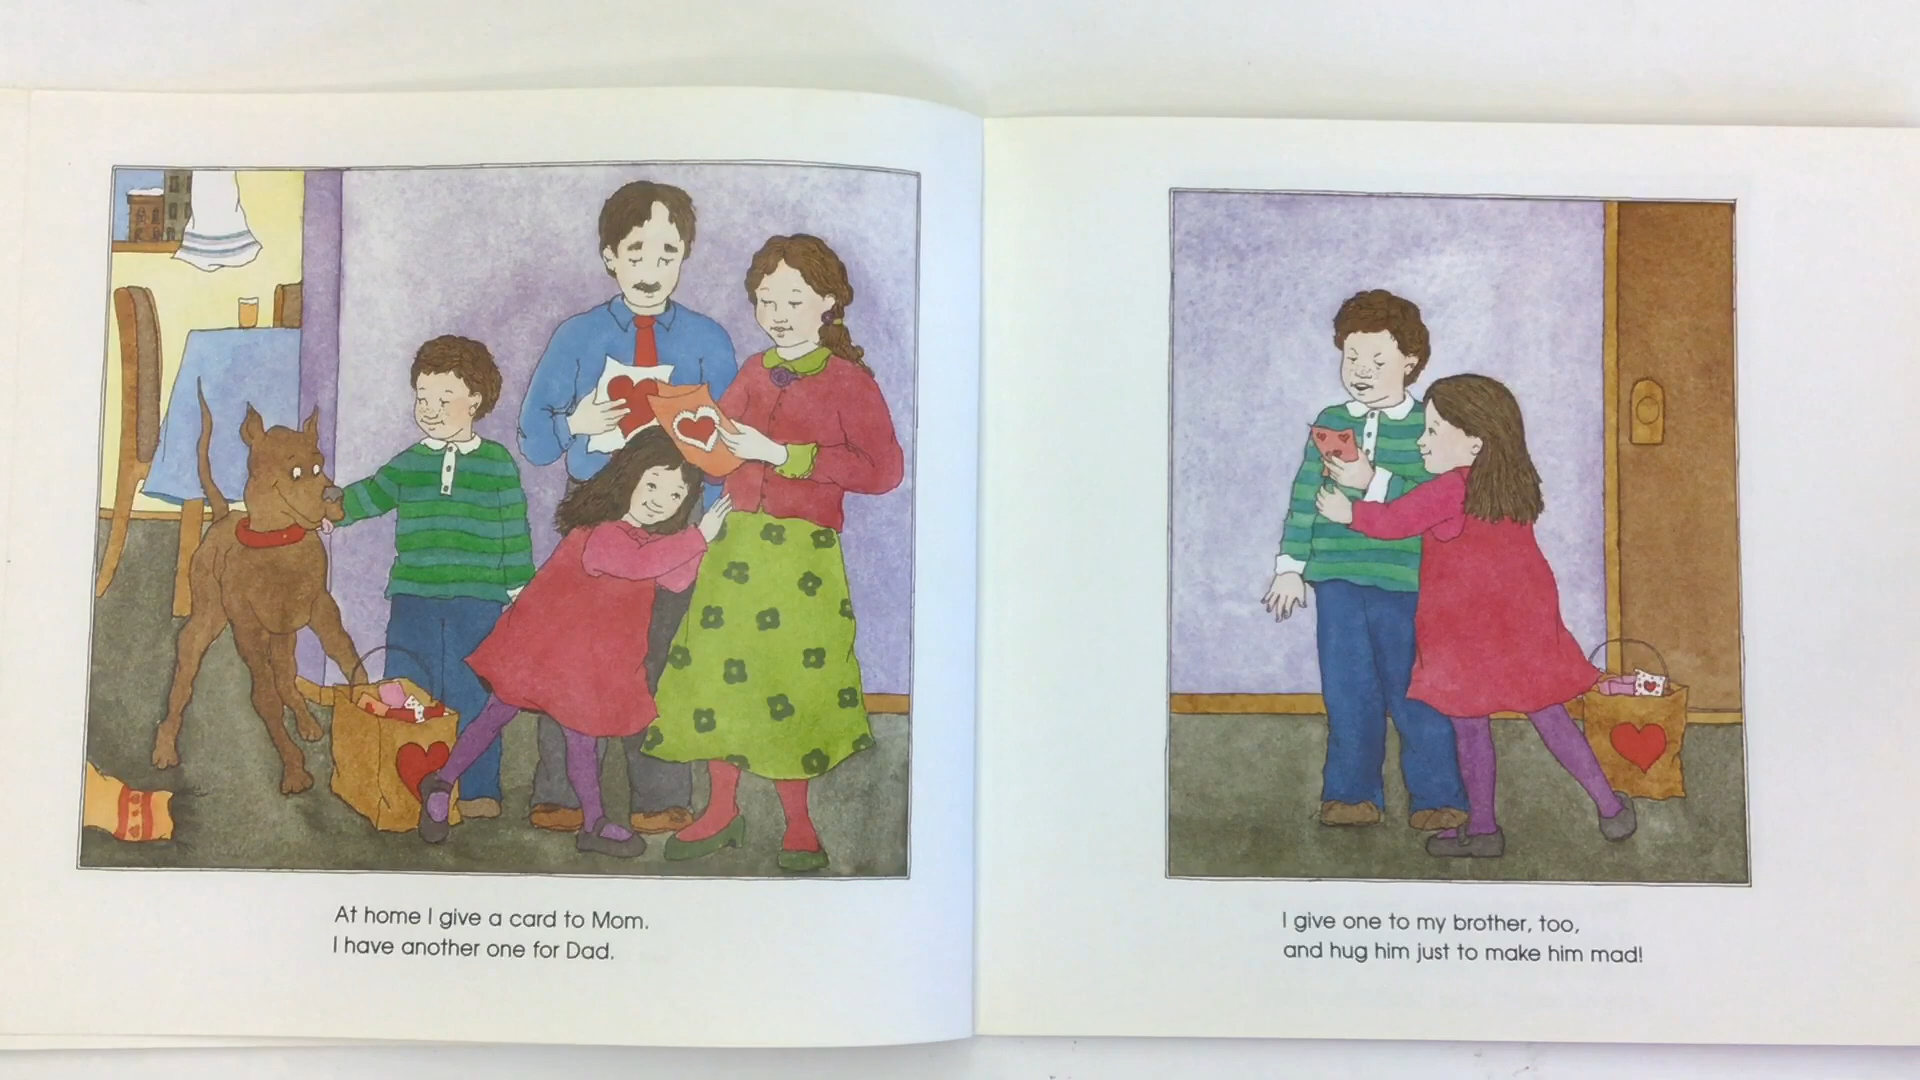 At home I give a card to Mom.
I have another one for Dad.
I give one to my brother, too,
and hug him just to make him mad!